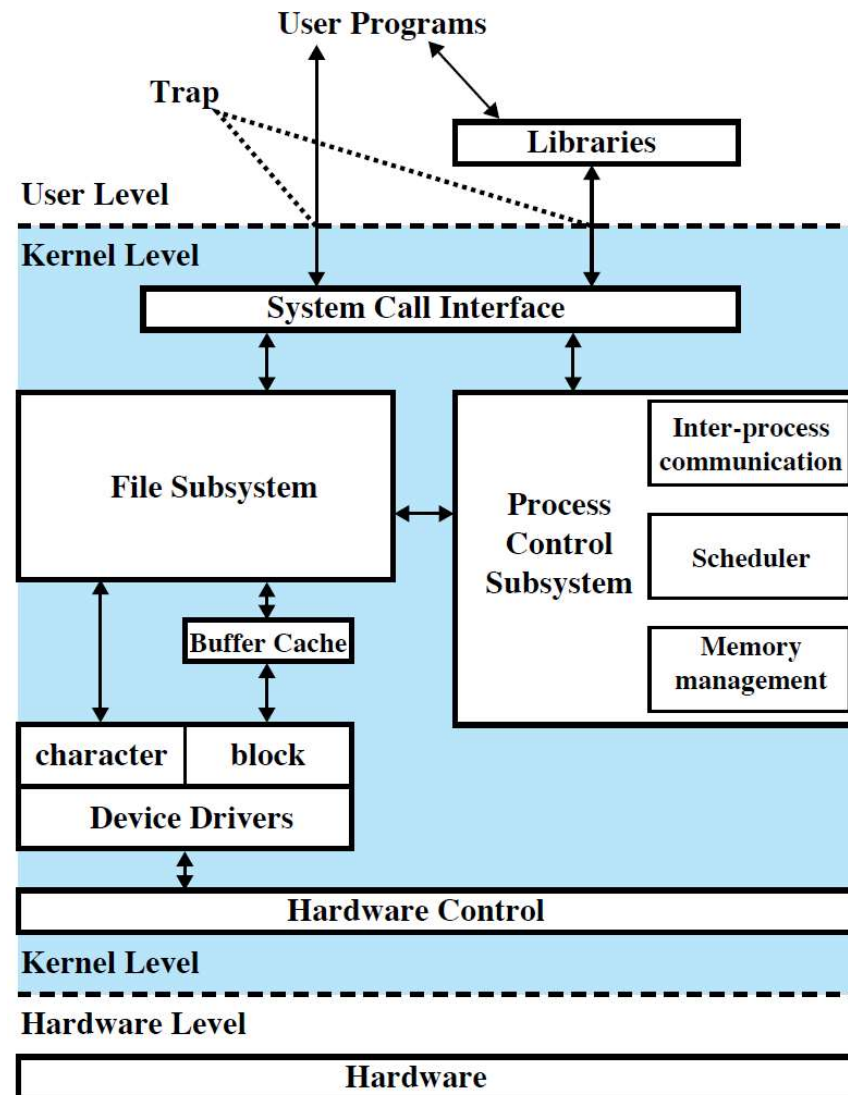 User Programs
Trap
Libraries
User Level
Kernel Level
System Call Interface
File Subsystem
Process
Control
Subsystem
Inter-process
communication
Scheduler
Memory
management
Buffer Cache
character
block
Device Drivers
Hardware Control
Kernel Level
Hardware Level
Hardware